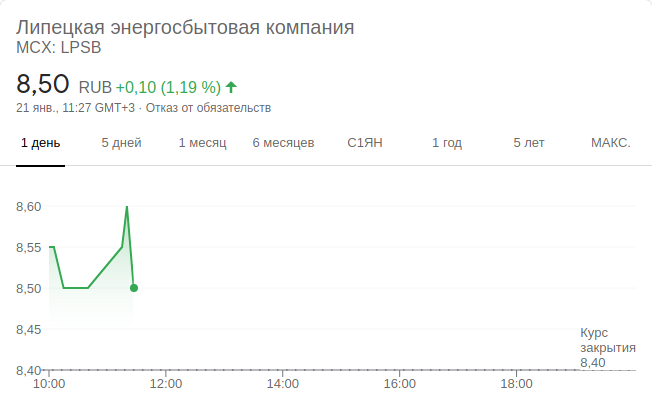 Липецкая энергосбытовая компания
MCX: LPSB
8,50 RUB +0,10 (1,19 %)
21 янв., 11:27 GMT+3 · Отказ от обязательств
1 день 5 дней 1 месяц 6 месяцев С1ЯН 1 год 5 лет МАКС.
8,60
8,55
8,50
8,45
Курс
закрытия
8,40
8,40
10:00 12:00 14:00 16:00 18:00